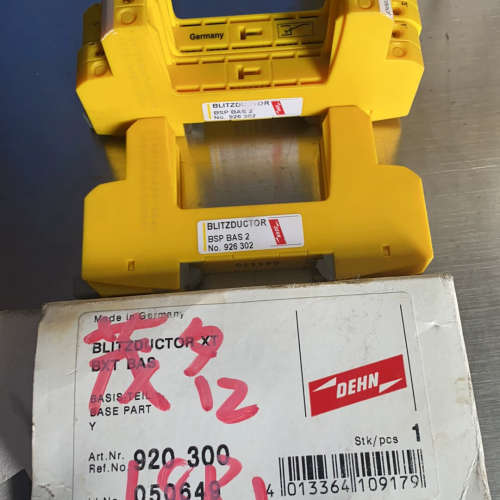 Germany
BLITZDUCTOR
BSP BAS 2
No. 926 302
BLITZDUCTOR
BSP BAS 2
No. 926 302
Made in Germany
BLITZDUCTOR XT
BXT BAS
BASISTEIL
BASE PART
Y
12
DEHN
Art.Nr. 920 300
Ref.No.
050649
Stk/pcs 1
4 013364 109179